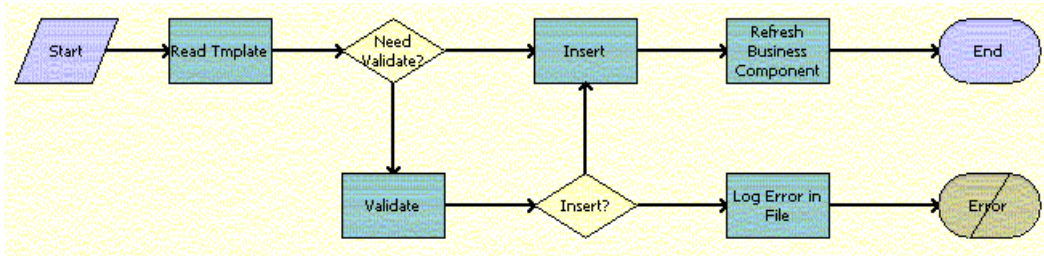 Start
Read Tmplate
Need
Validate?
Insert
Refresh
Business
Component
End
Validate
Insert?
Log Error in
File
Error